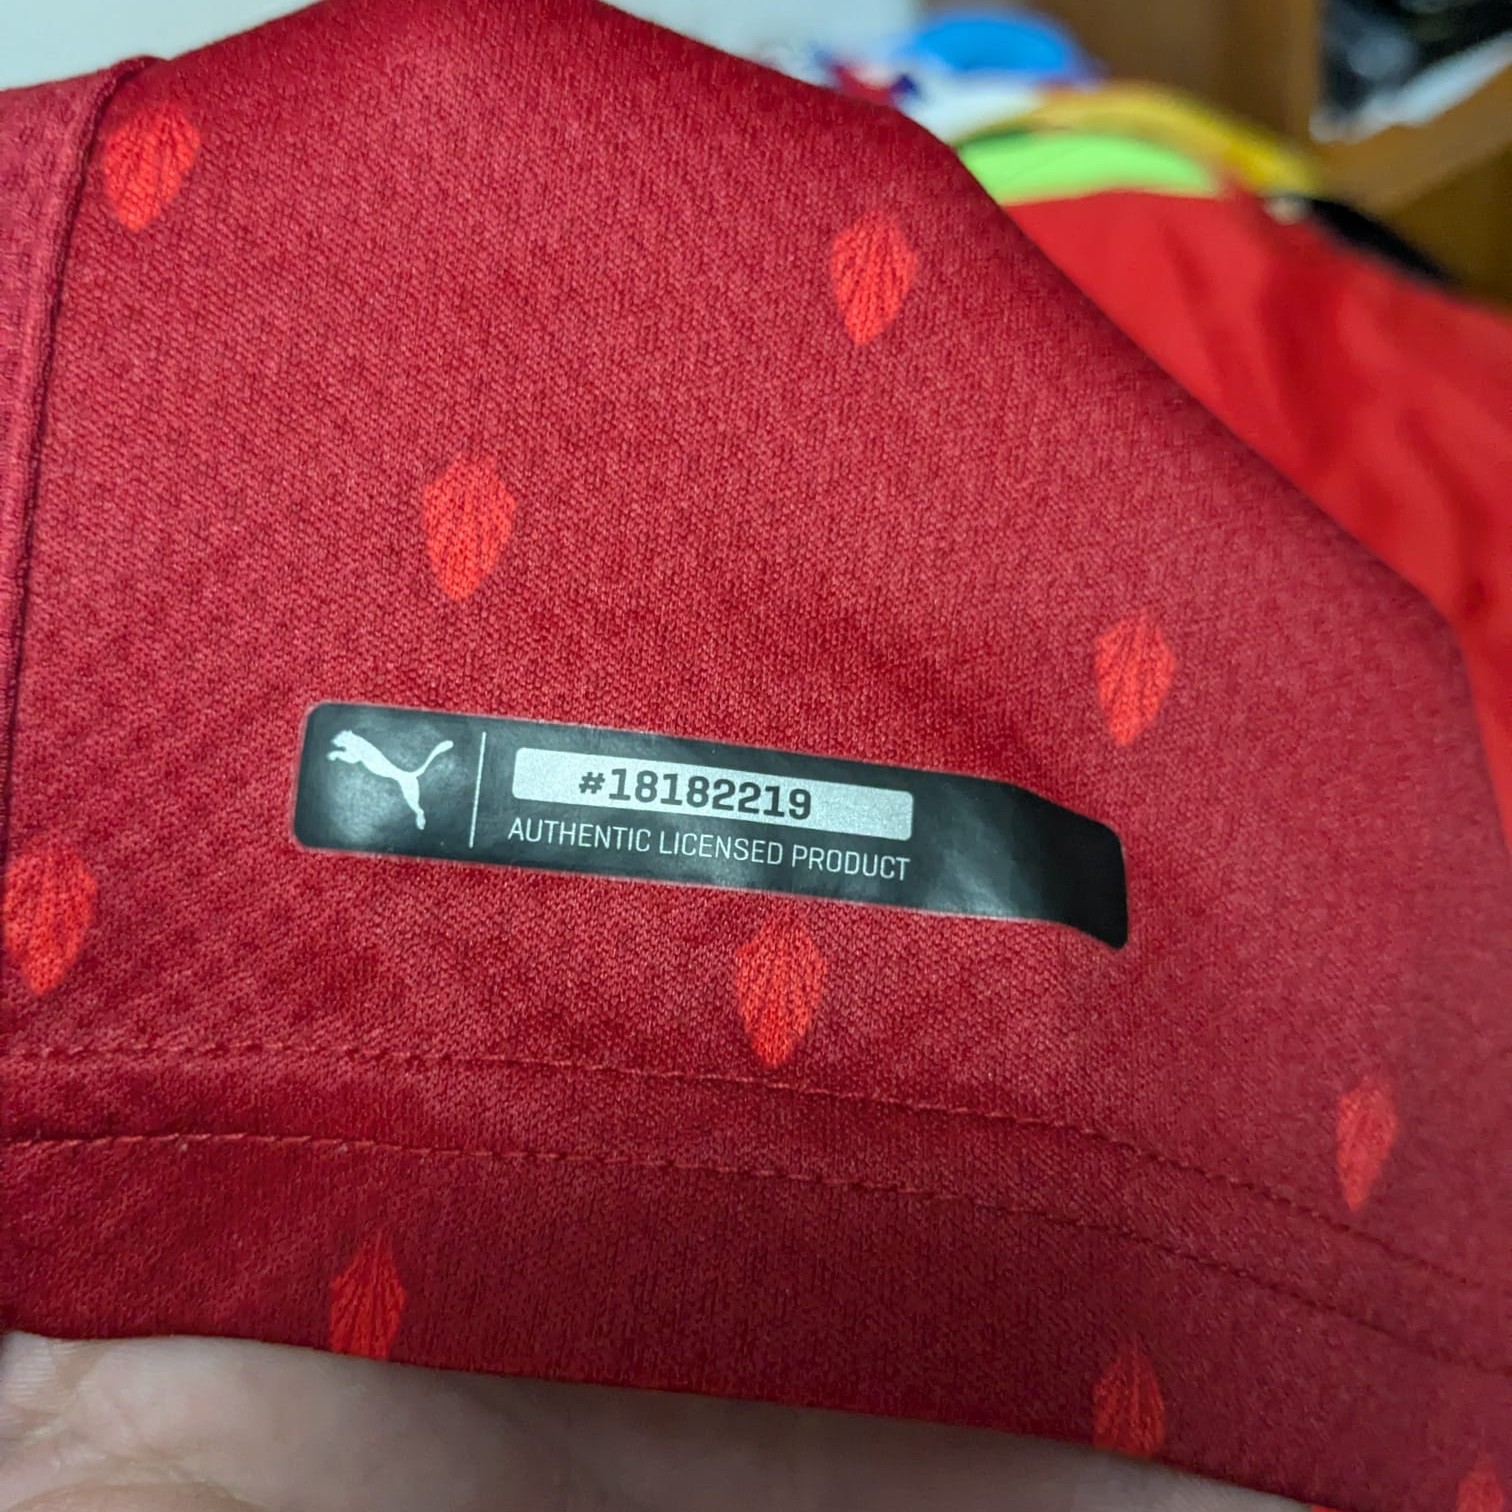 #18182219
AUTHENTIC LICENSED PRODUCT